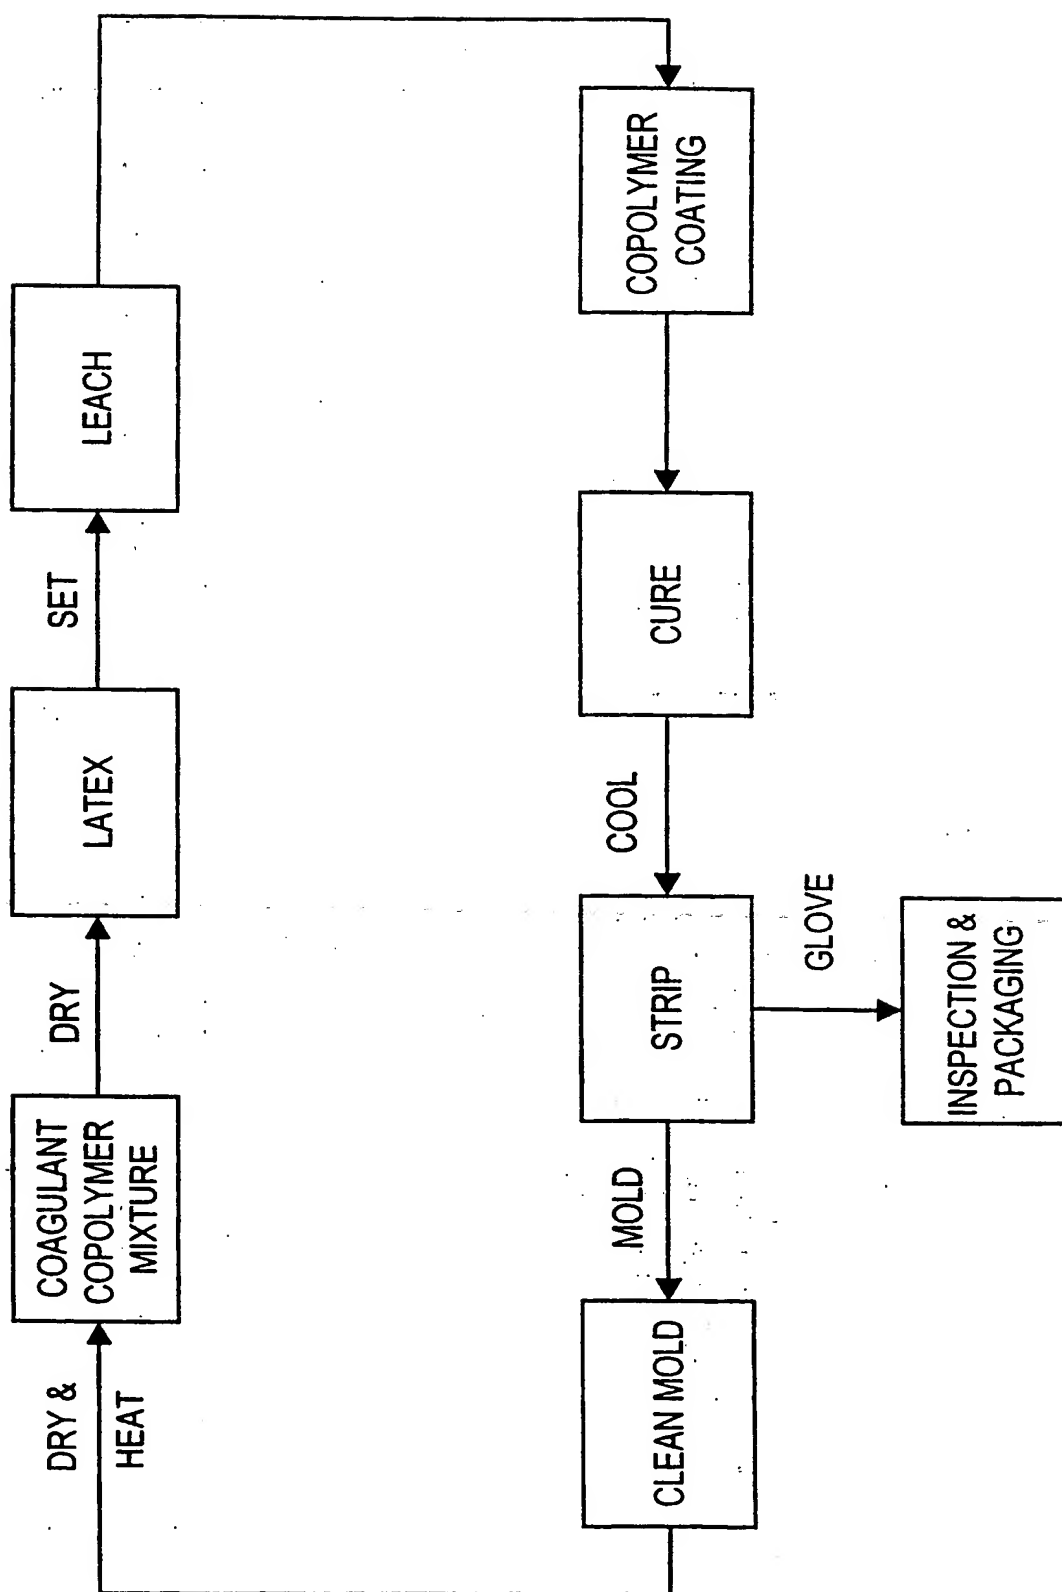 DRY &
HEAT
COAGULANT
COPOLYMER
MIXTURE
DRY
LATEX
SET
LEACH
CLEAN MOLD
MOLD
STRIP
COOL
CURE
COPOLYMER
COATING
GLOVE
INSPECTION &
PACKAGING